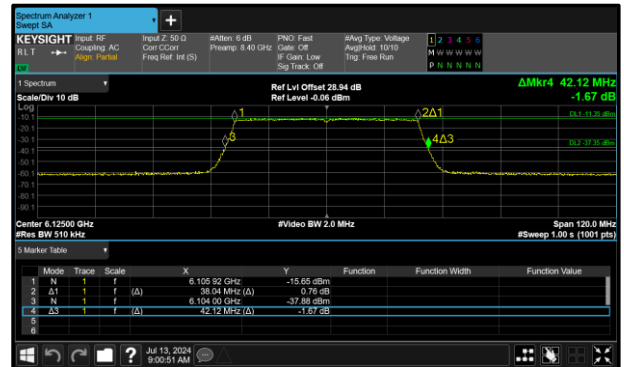 Spectrum Analyzer 1
Swept SA
+
KEYSIGHT Input: RF Input Z: 50 Ω #Atten: 6 dB PNO: Fast #Avg Type: Voltage 1 2 3 4 5 6
RLT Coupling: AC Corr CCorr Preamp: 8.40 GHz Gate: Off Avg|Hold: 10/10 M W W W W W
Align: Partial Freq Ref: Int (S) IF Gain: Low Trig: Free Run P N N N N N
Sig Track: Off
1 Spectrum
Ref Lvl Offset 28.94 dB ΔMkr4 42.12 MHz
Scale/Div 10 dB Ref Level -0.06 dBm -1.67 dB
Log
-10.1 1 2Δ1 DL1 -11.35 dBm
-20.1
-30.1 3 4Δ3 DL2 -37.35 dBm
-40.1
-50.1
-60.1
-70.1
-80.1
-90.1
Center 6.12500 GHz #Video BW 2.0 MHz Span 120.0 MHz
#Res BW 510 kHz #Sweep 1.00 s (1001 pts)
5 Marker Table
Mode Trace Scale X Y Function Function Width Function Value
1 N 1 f 6.105 92 GHz -15.65 dBm
2 Δ1 1 f (Δ) 38.04 MHz (Δ) 0.76 dB
3 N 1 f 6.104 00 GHz -37.88 dBm
4 Δ3 1 f (Δ) 42.12 MHz (Δ) -1.67 dB
5
6
? Jul 13, 2024
9:00:51 AM